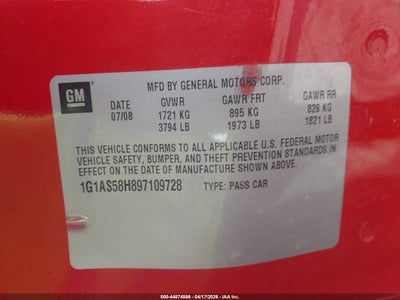 GM
MFD BY GENERAL MOTORS CORP.
DATE GVWR GAWR FRT GAWR RR
07/08 1721 KG 895 KG 826 KG
3794 LB 1973 LB 1821 LB
THIS VEHICLE CONFORMS TO ALL APPLICABLE U.S. FEDERAL MOTOR
VEHICLE SAFETY, BUMPER, AND THEFT PREVENTION STANDARDS IN
EFFECT ON THE DATE OF MANUFACTURE SHOWN ABOVE.
1G1AS58H897109728 TYPE: PASS CAR
000-44874566 - 04/17/2026 - IAA Inc.